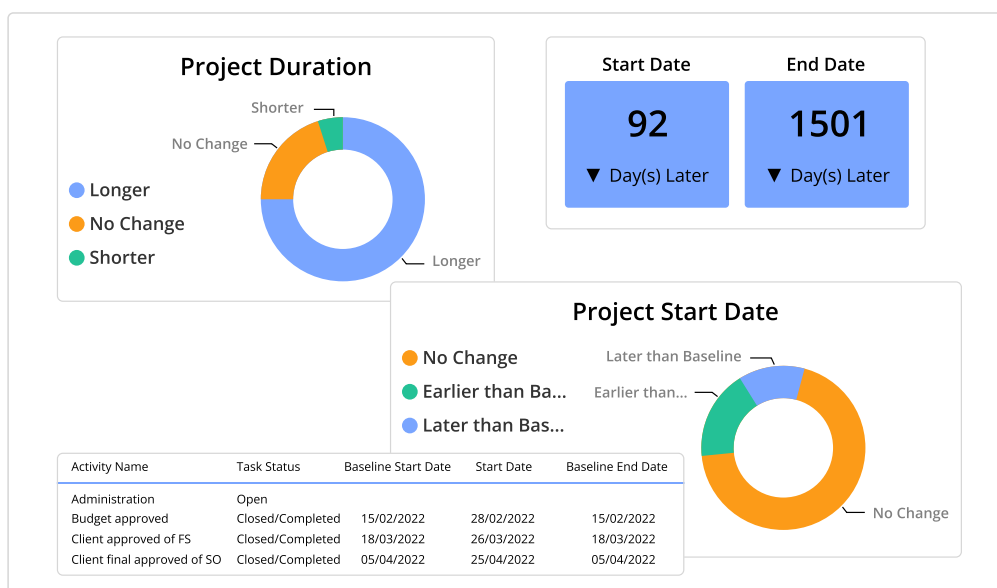 Project Duration
Shorter
No Change
Longer
No Change
Shorter
Longer
Start Date
End Date
92
1501
▼ Day(s) Later
▼ Day(s) Later
Project Start Date
No Change
Earlier than Ba...
Later than Bas...
Later than Baseline
Earlier than...
No Change
Activity Name Task Status Baseline Start Date Start Date Baseline End Date
Administration Open
Budget approved Closed/Completed 15/02/2022 28/02/2022 15/02/2022
Client approved of FS Closed/Completed 18/03/2022 26/03/2022 18/03/2022
Client final approved of SO Closed/Completed 05/04/2022 25/04/2022 05/04/2022